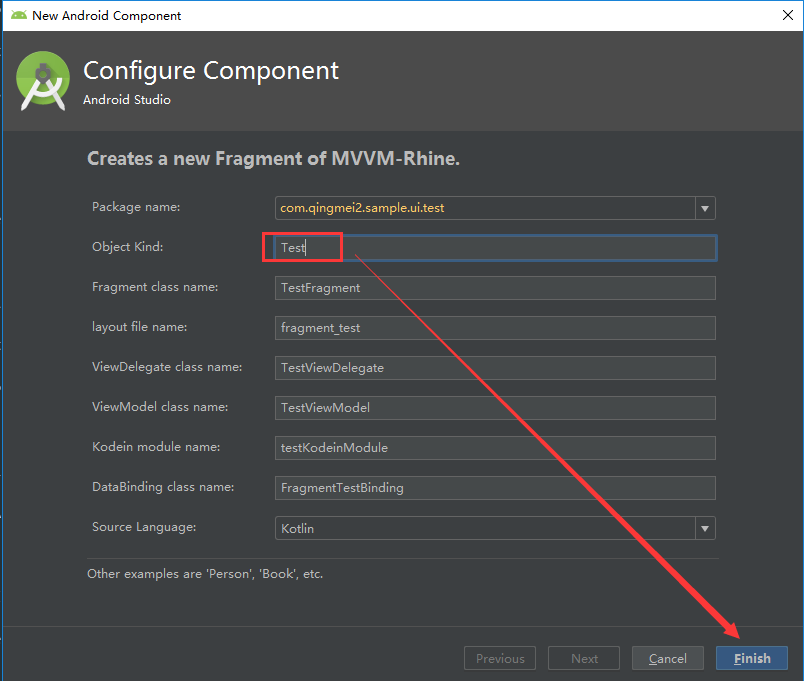 New Android Component
Configure Component
Android Studio
Creates a new Fragment of MVVM-Rhine.
Package name: com.qingmei2.sample.ui.test
Object Kind: Test
Fragment class name: TestFragment
layout file name: fragment_test
ViewDelegate class name: TestViewDelegate
ViewModel class name: TestViewModel
Kodein module name: testKodeinModule
DataBinding class name: FragmentTestBinding
Source Language: Kotlin
Other examples are 'Person', 'Book', etc.
Previous Next Cancel Finish